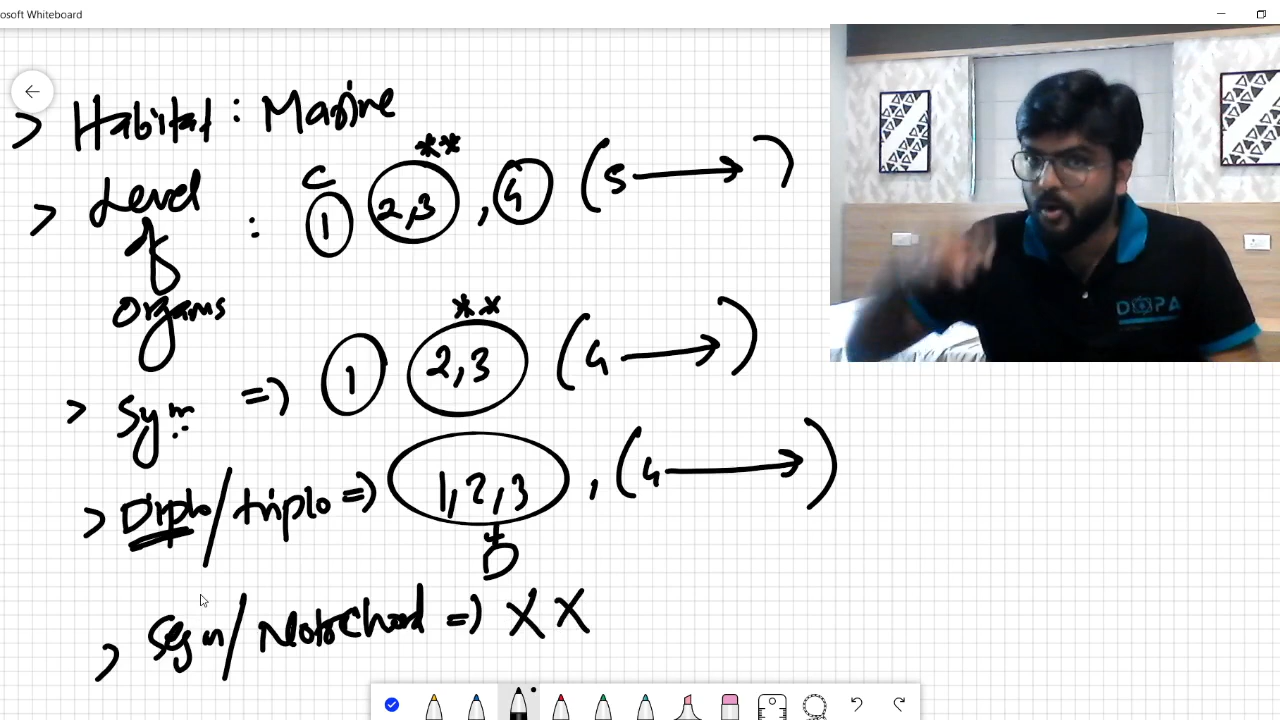 osoft Whiteboard
> Habitat : Marine
> Level of Organs : C 1 2,3 ** , 4 (5 → )
> Sym => 1 2,3 ** (4 → )
> Diplo/triplo => 1,2,3 , (4 → )
D
> Segm/Notochord => X X
DOPA